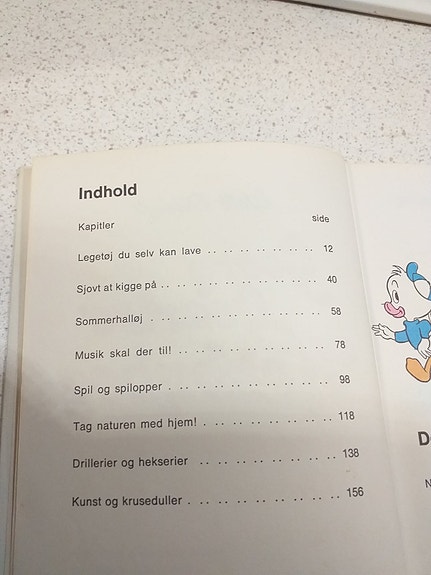 Indhold
Kapitler side
Legetøj du selv kan lave .. .. .. .. .. .. .. 12
Sjovt at kigge på .. .. .. .. .. .. .. .. .. 40
Sommerhalløj . .. .. .. .. .. .. .. .. .. 58
Musik skal der til! .. .. .. .. .. .. .. .. 78
Spil og spilopper . .. .. .. .. .. .. .. .. 98
Tag naturen med hjem! . .. .. .. .. .. .. 118
Drillerier og hekserier .. .. .. .. .. .. .. 138
Kunst og kruseduller . .. .. .. .. .. .. .. 156
D
N